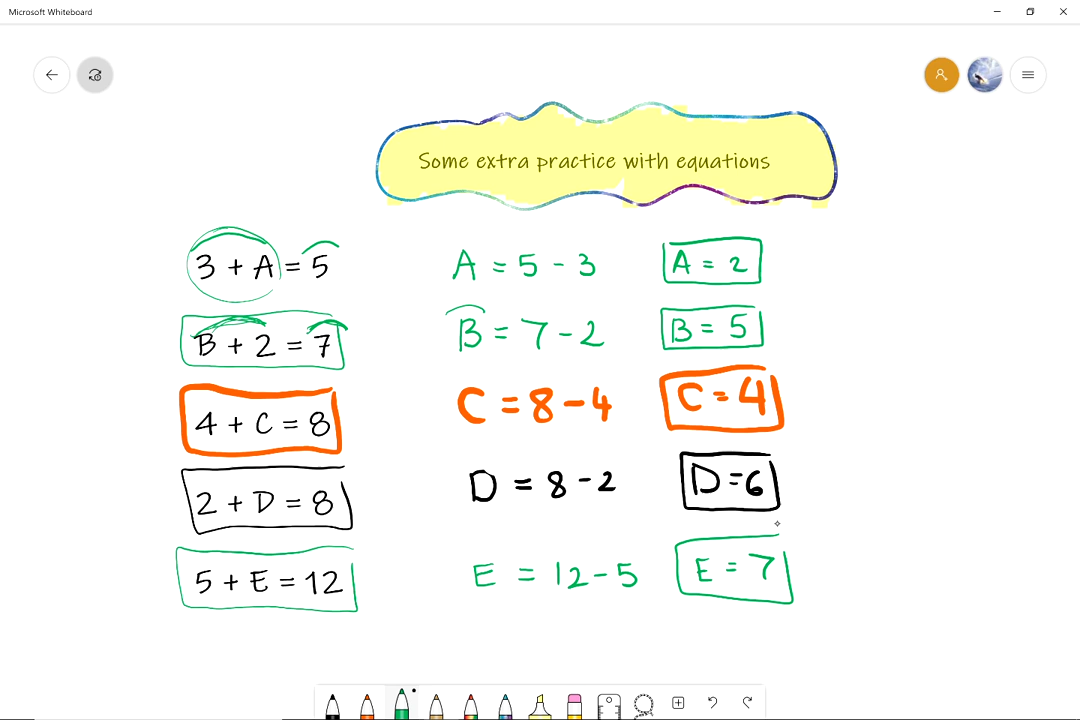 Microsoft Whiteboard
Some extra practice with equations
3 + A = 5 A = 5 - 3 A = 2
B + 2 = 7 B = 7 - 2 B = 5
4 + C = 8 C = 8 - 4 C = 4
2 + D = 8 D = 8 - 2 D = 6
5 + E = 12 E = 12 - 5 E = 7